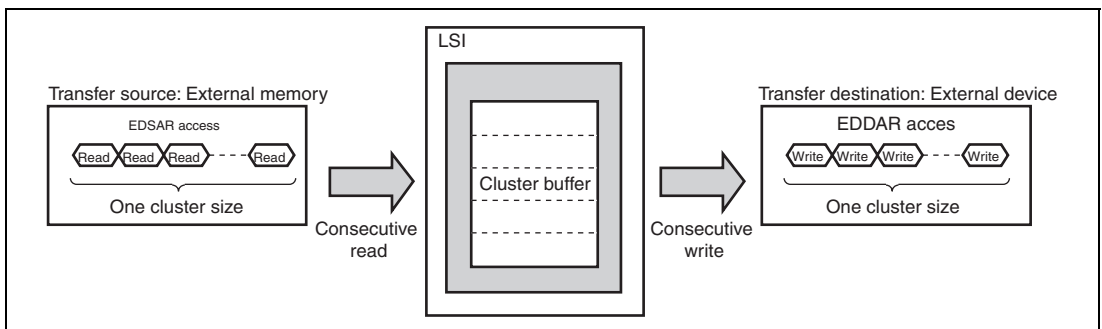 LSI
Transfer source: External memory
EDSAR access
Read Read Read Read
One cluster size
Consecutive
read
Cluster buffer
Consecutive
write
Transfer destination: External device
EDDAR acces
Write Write Write Write
One cluster size